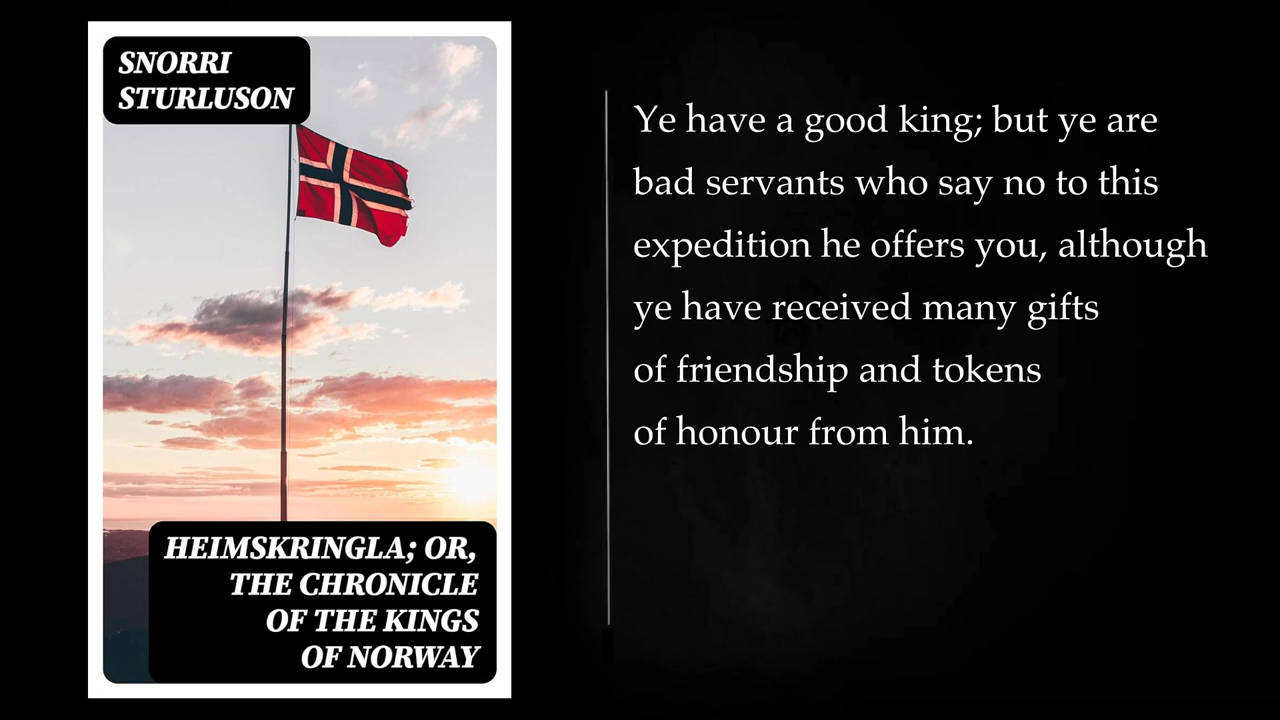 SNORRI
STURLUSON
HEIMSKRINGLA; OR,
THE CHRONICLE
OF THE KINGS
OF NORWAY
Ye have a good king; but ye are
bad servants who say no to this
expedition he offers you, although
ye have received many gifts
of friendship and tokens
of honour from him.